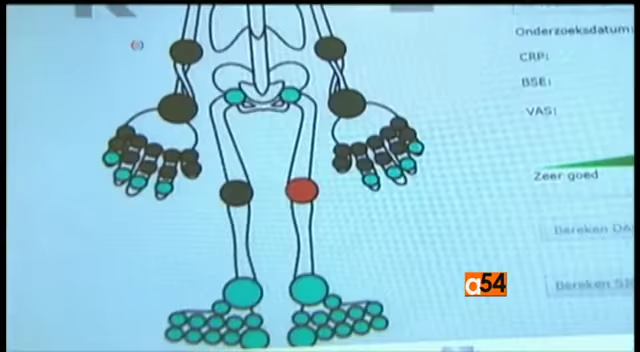 R
Onderzoeksdatum:
CRP:
BSE:
VAS:
Zeer goed
Bereken DA
a54
Bereken